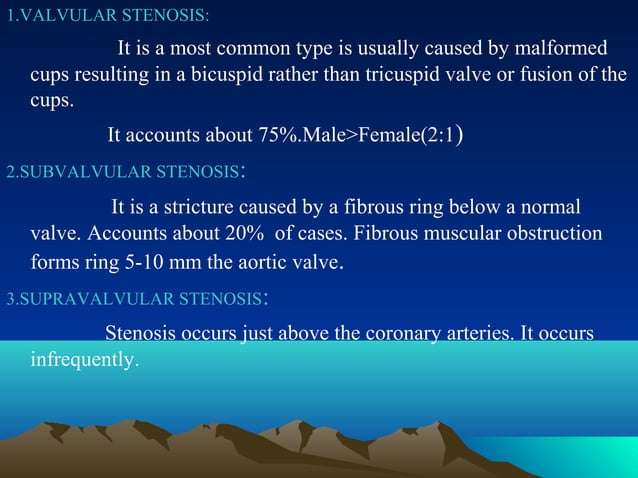 1.VALVULAR STENOSIS:
It is a most common type is usually caused by malformed
cups resulting in a bicuspid rather than tricuspid valve or fusion of the
cups.
It accounts about 75%.Male>Female(2:1)
2.SUBVALVULAR STENOSIS:
It is a stricture caused by a fibrous ring below a normal
valve. Accounts about 20% of cases. Fibrous muscular obstruction
forms ring 5-10 mm the aortic valve.
3.SUPRAVALVULAR STENOSIS:
Stenosis occurs just above the coronary arteries. It occurs
infrequently.